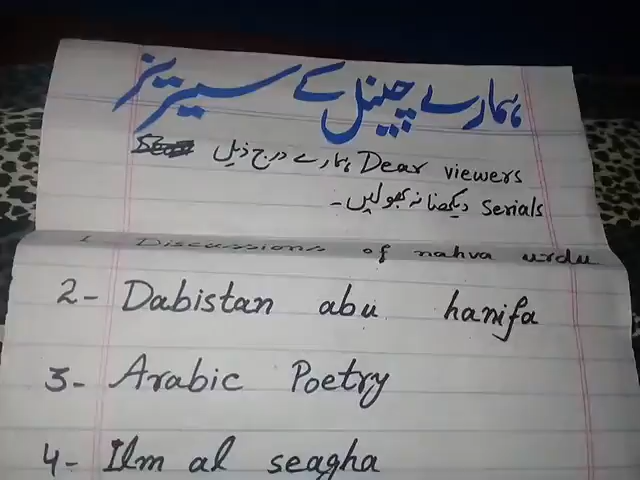 ہمارے چینل کے سیریز
Dear viewers ہمارے درج ذیل
serials دیکھنا نہ بھولیں۔
1 Discussions of nahva urdu
2- Dabistan abu hanifa
3- Arabic Poetry
4- Ilm al seagha